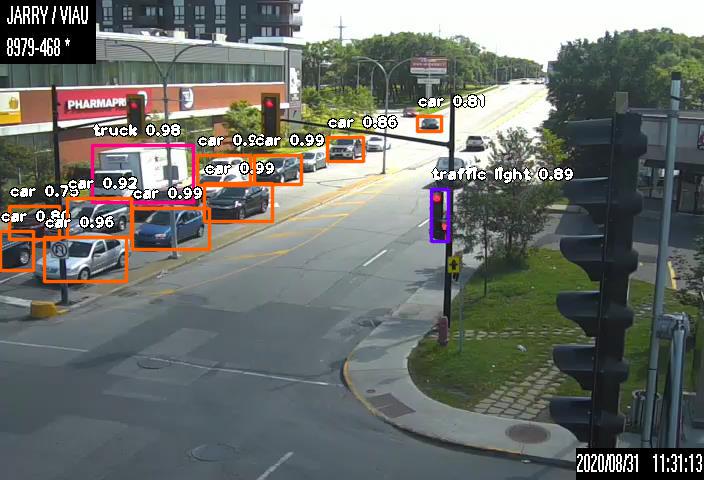 JARRY / VIAU
8979-468 *
PHARMAPRI
car 0.81
car 0.86
truck 0.98
car 0.99
car 0.99
traffic light 0.89
car 0.92
car 0.99
car 0.96
2020/08/31 11:31:13